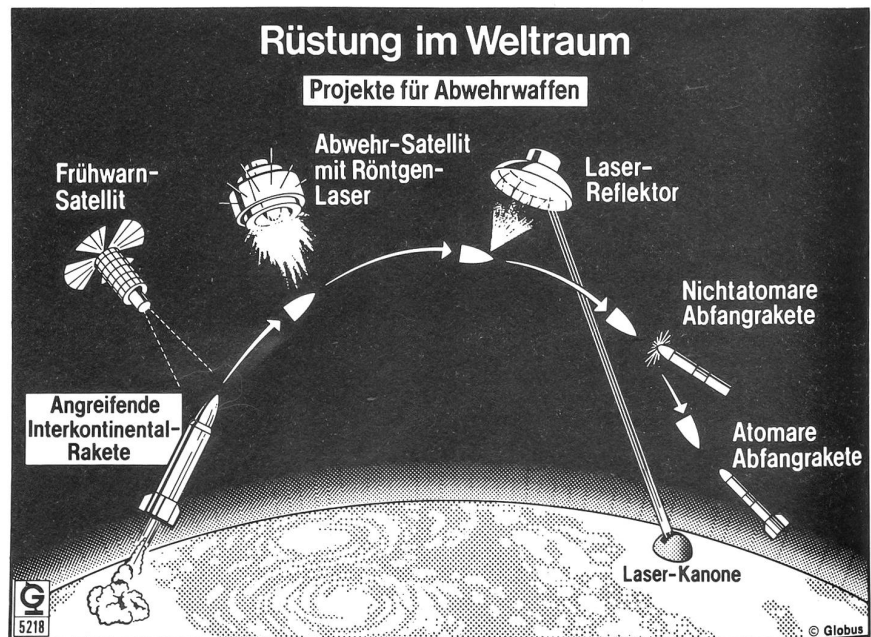 Rüstung im Weltraum
Projekte für Abwehrwaffen
Frühwarn-
Satellit
Abwehr-Satellit
mit Röntgen-
Laser
Laser-
Reflektor
Nichtatomare
Abfangrakete
Angreifende
Interkontinental-
Rakete
Atomare
Abfangrakete
Laser-Kanone
G
5218
© Globus